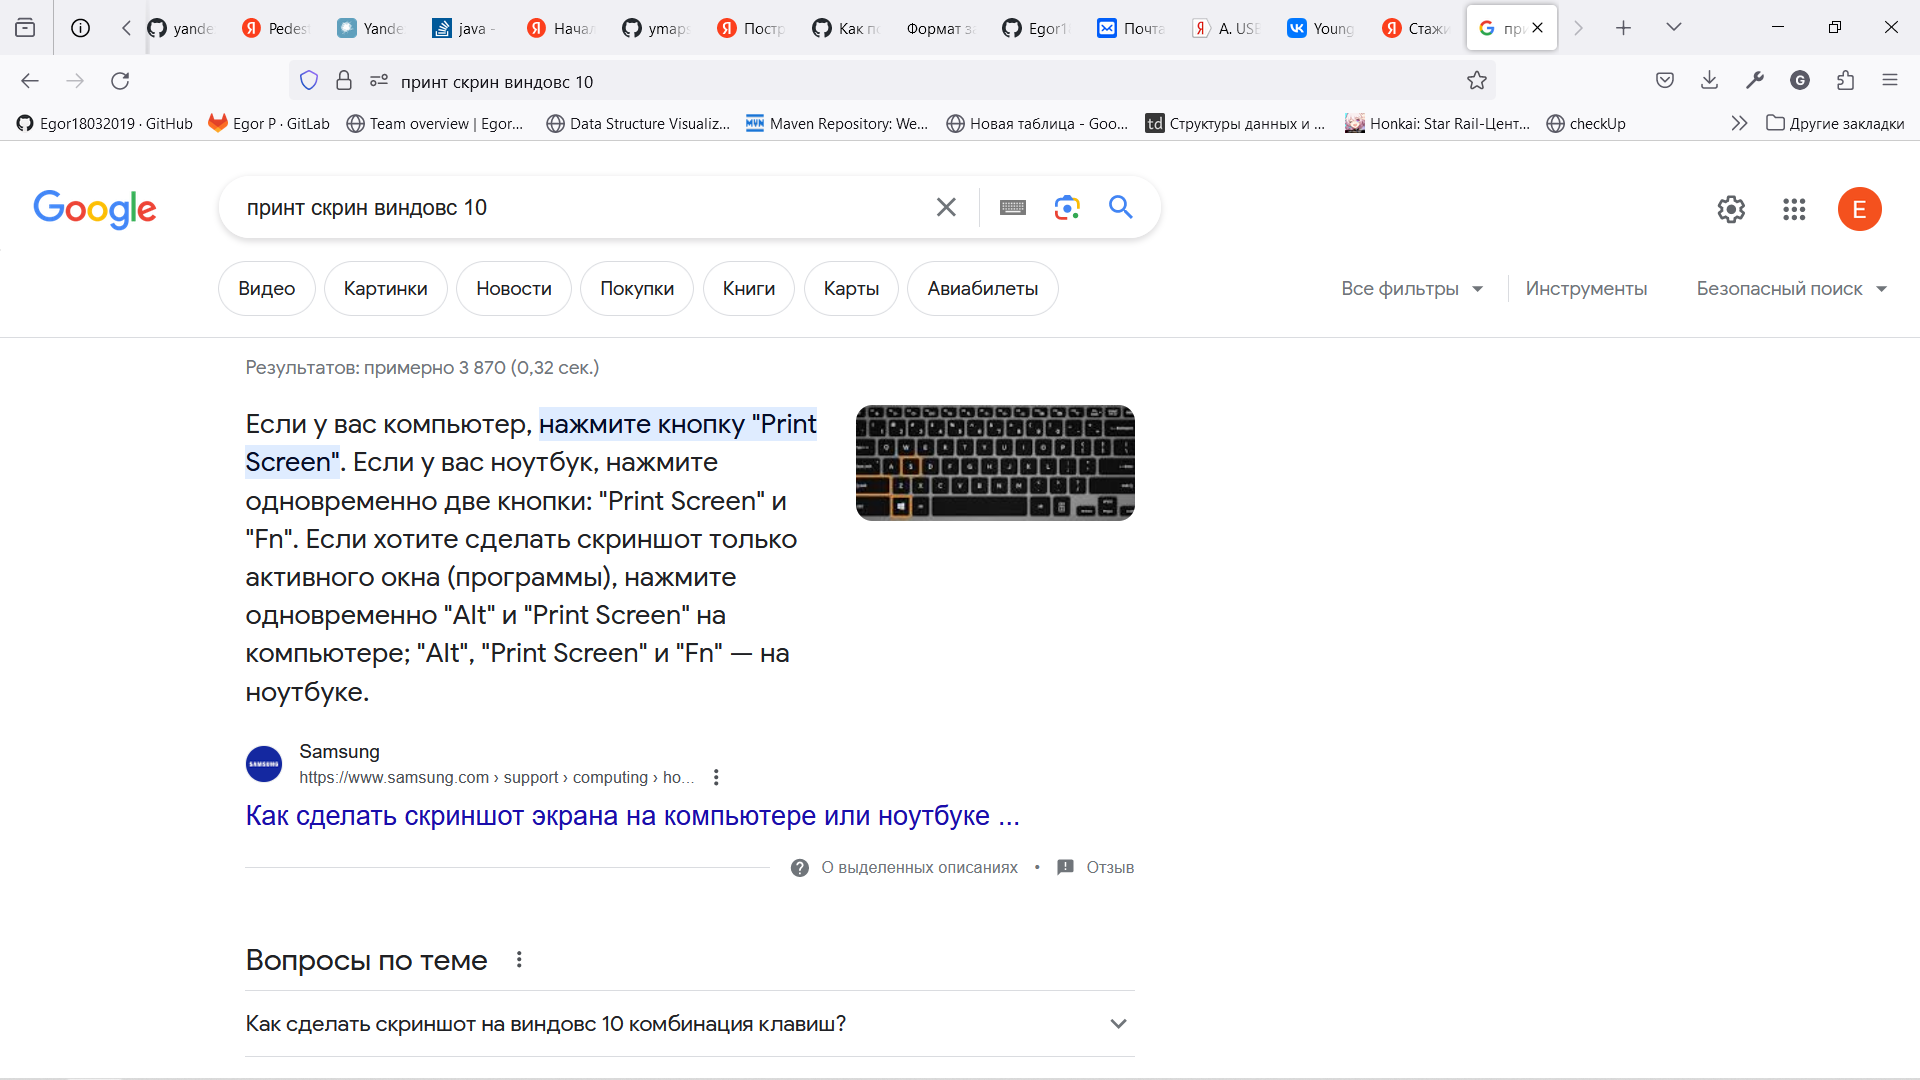 yande
Pedest
Yande
java -
Начал
ymaps
Постр
Как по
Формат за
Egor1
Почта
A. USE
Young
Стажи
при
принт скрин виндовс 10
Egor18032019 · GitHub
Egor P · GitLab
Team overview | Egor...
Data Structure Visualiz...
Maven Repository: We...
Новая таблица - Goo...
td Структуры данных и ...
Honkai: Star Rail-Цент...
checkUp
Другие закладки
Google
принт скрин виндовс 10
E
Видео
Картинки
Новости
Покупки
Книги
Карты
Авиабилеты
Все фильтры
Инструменты
Безопасный поиск
Результатов: примерно 3 870 (0,32 сек.)
Если у вас компьютер, нажмите кнопку "Print
Screen". Если у вас ноутбук, нажмите
одновременно две кнопки: "Print Screen" и
"Fn". Если хотите сделать скриншот только
активного окна (программы), нажмите
одновременно "Alt" и "Print Screen" на
компьютере; "Alt", "Print Screen" и "Fn" — на
ноутбуке.
SAMSUNG
Samsung
https://www.samsung.com › support › computing › ho...
Как сделать скриншот экрана на компьютере или ноутбуке ...
О выделенных описаниях • Отзыв
Вопросы по теме
Как сделать скриншот на виндовс 10 комбинация клавиш?